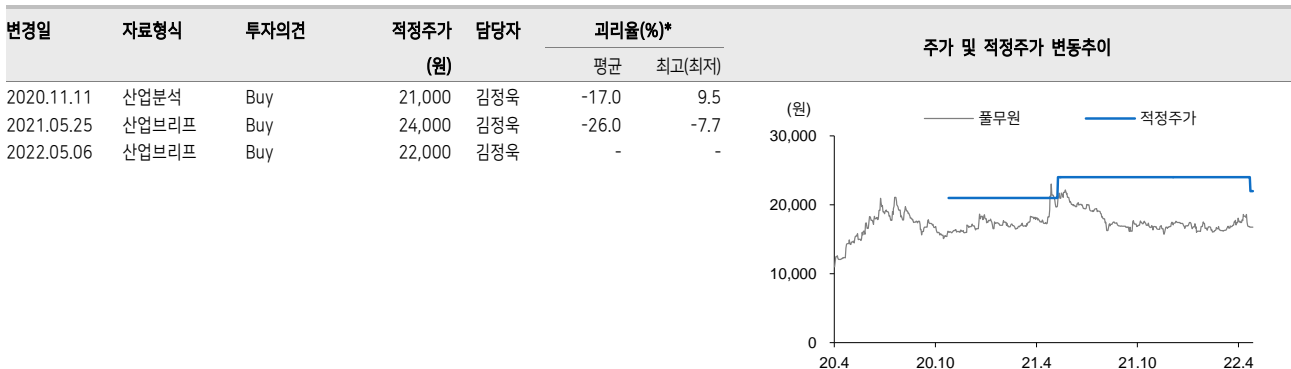 변경일 자료형식 투자의견 적정주가 담당자 괴리율(%)* 주가 및 적정주가 변동추이
(원) 평균 최고(최저)
2020.11.11 산업분석 Buy 21,000 김정욱 -17.0 9.5
2021.05.25 산업브리프 Buy 24,000 김정욱 -26.0 -7.7
2022.05.06 산업브리프 Buy 22,000 김정욱 - -
(원)
풀무원 적정주가
30,000
20,000
10,000
0
20.4 20.10 21.4 21.10 22.4